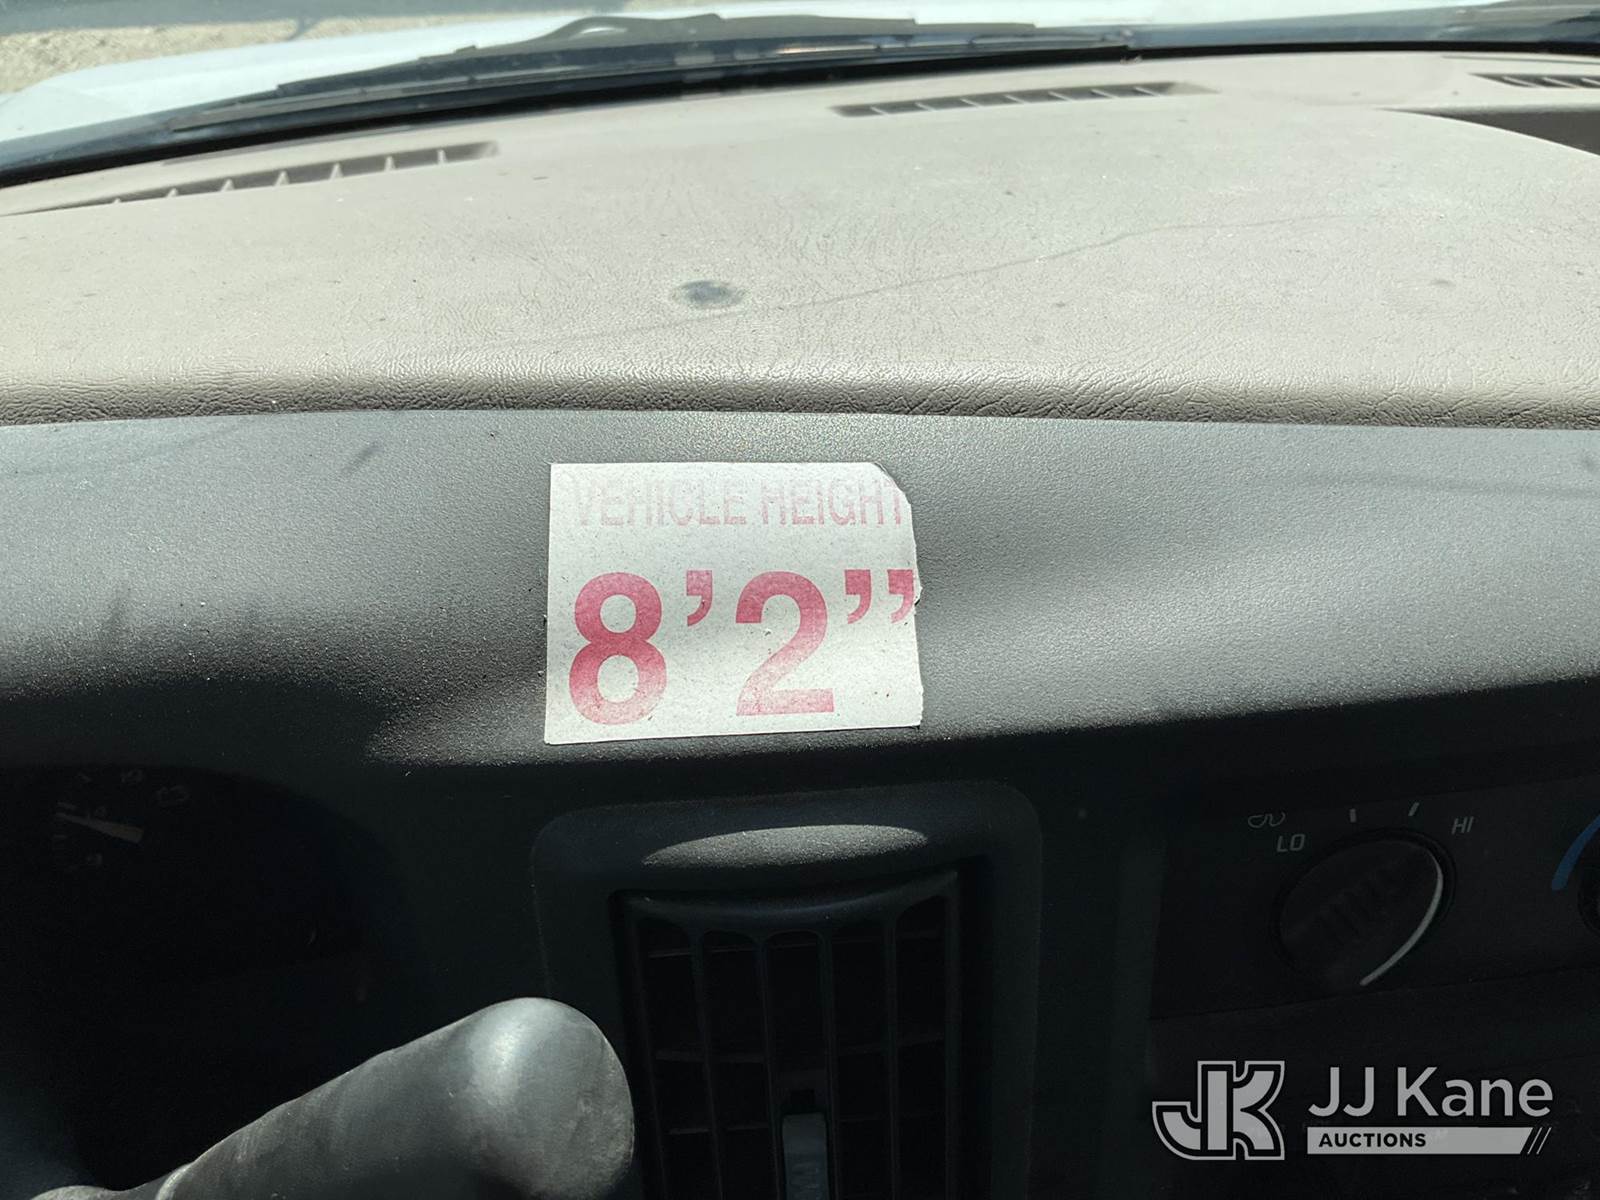 VEHICLE HEIGHT
8’2”
LO
HI
JJ Kane
AUCTIONS